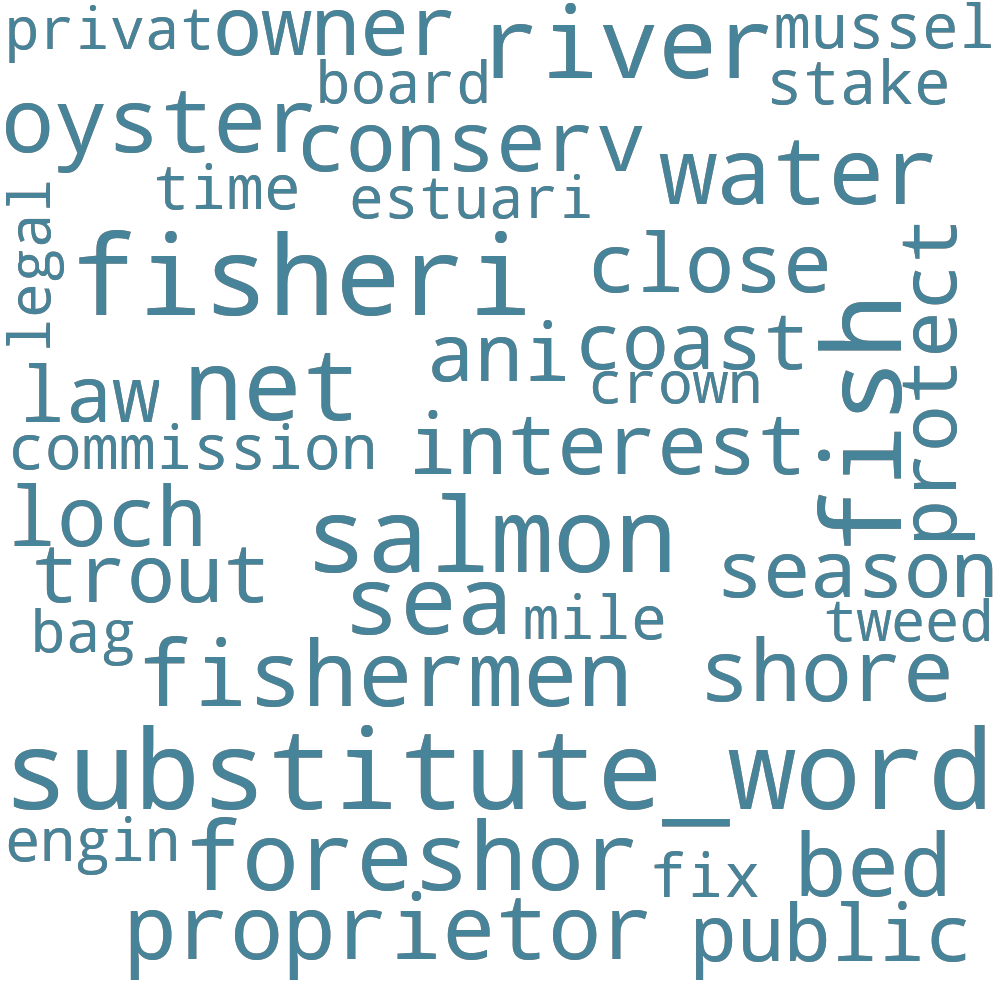 privat owner river mussel
board stake
oyster conserv water
time estuari
legal fisheri close protect
ani coast fish
law net crown
commission interest
loch salmon
trout sea season
bag mile tweed
fishermen shore
substitute_word
engin foreshor fix bed
proprietor public